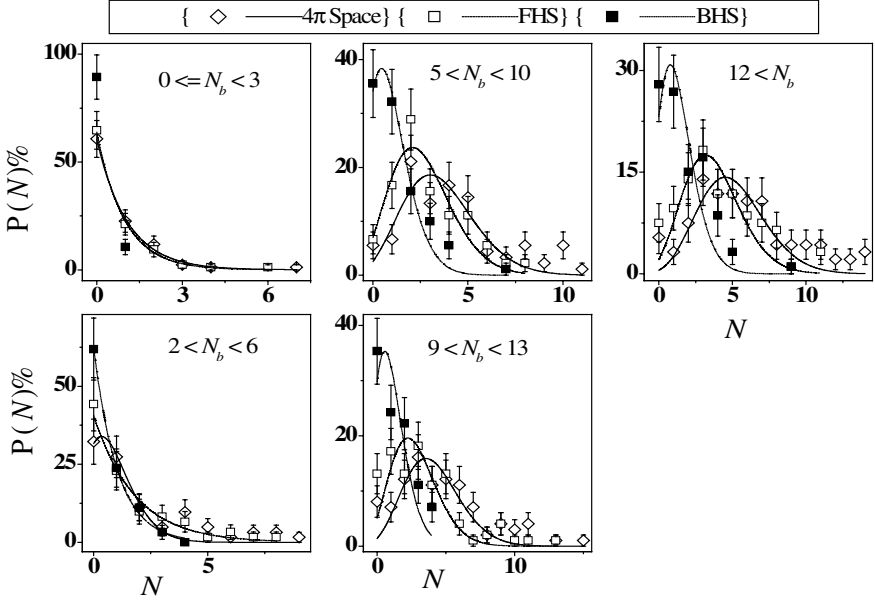 { 4π Space} { FHS} { BHS}
P(N)%
100
50
0
0 <= N_b < 3
0 3 6
40
20
0
5 < N_b < 10
0 5 10
30
15
0
12 < N_b
0 5 10
N
P(N)%
50
25
0
2 < N_b < 6
0 5
N
40
20
0
9 < N_b < 13
0 5 10
N